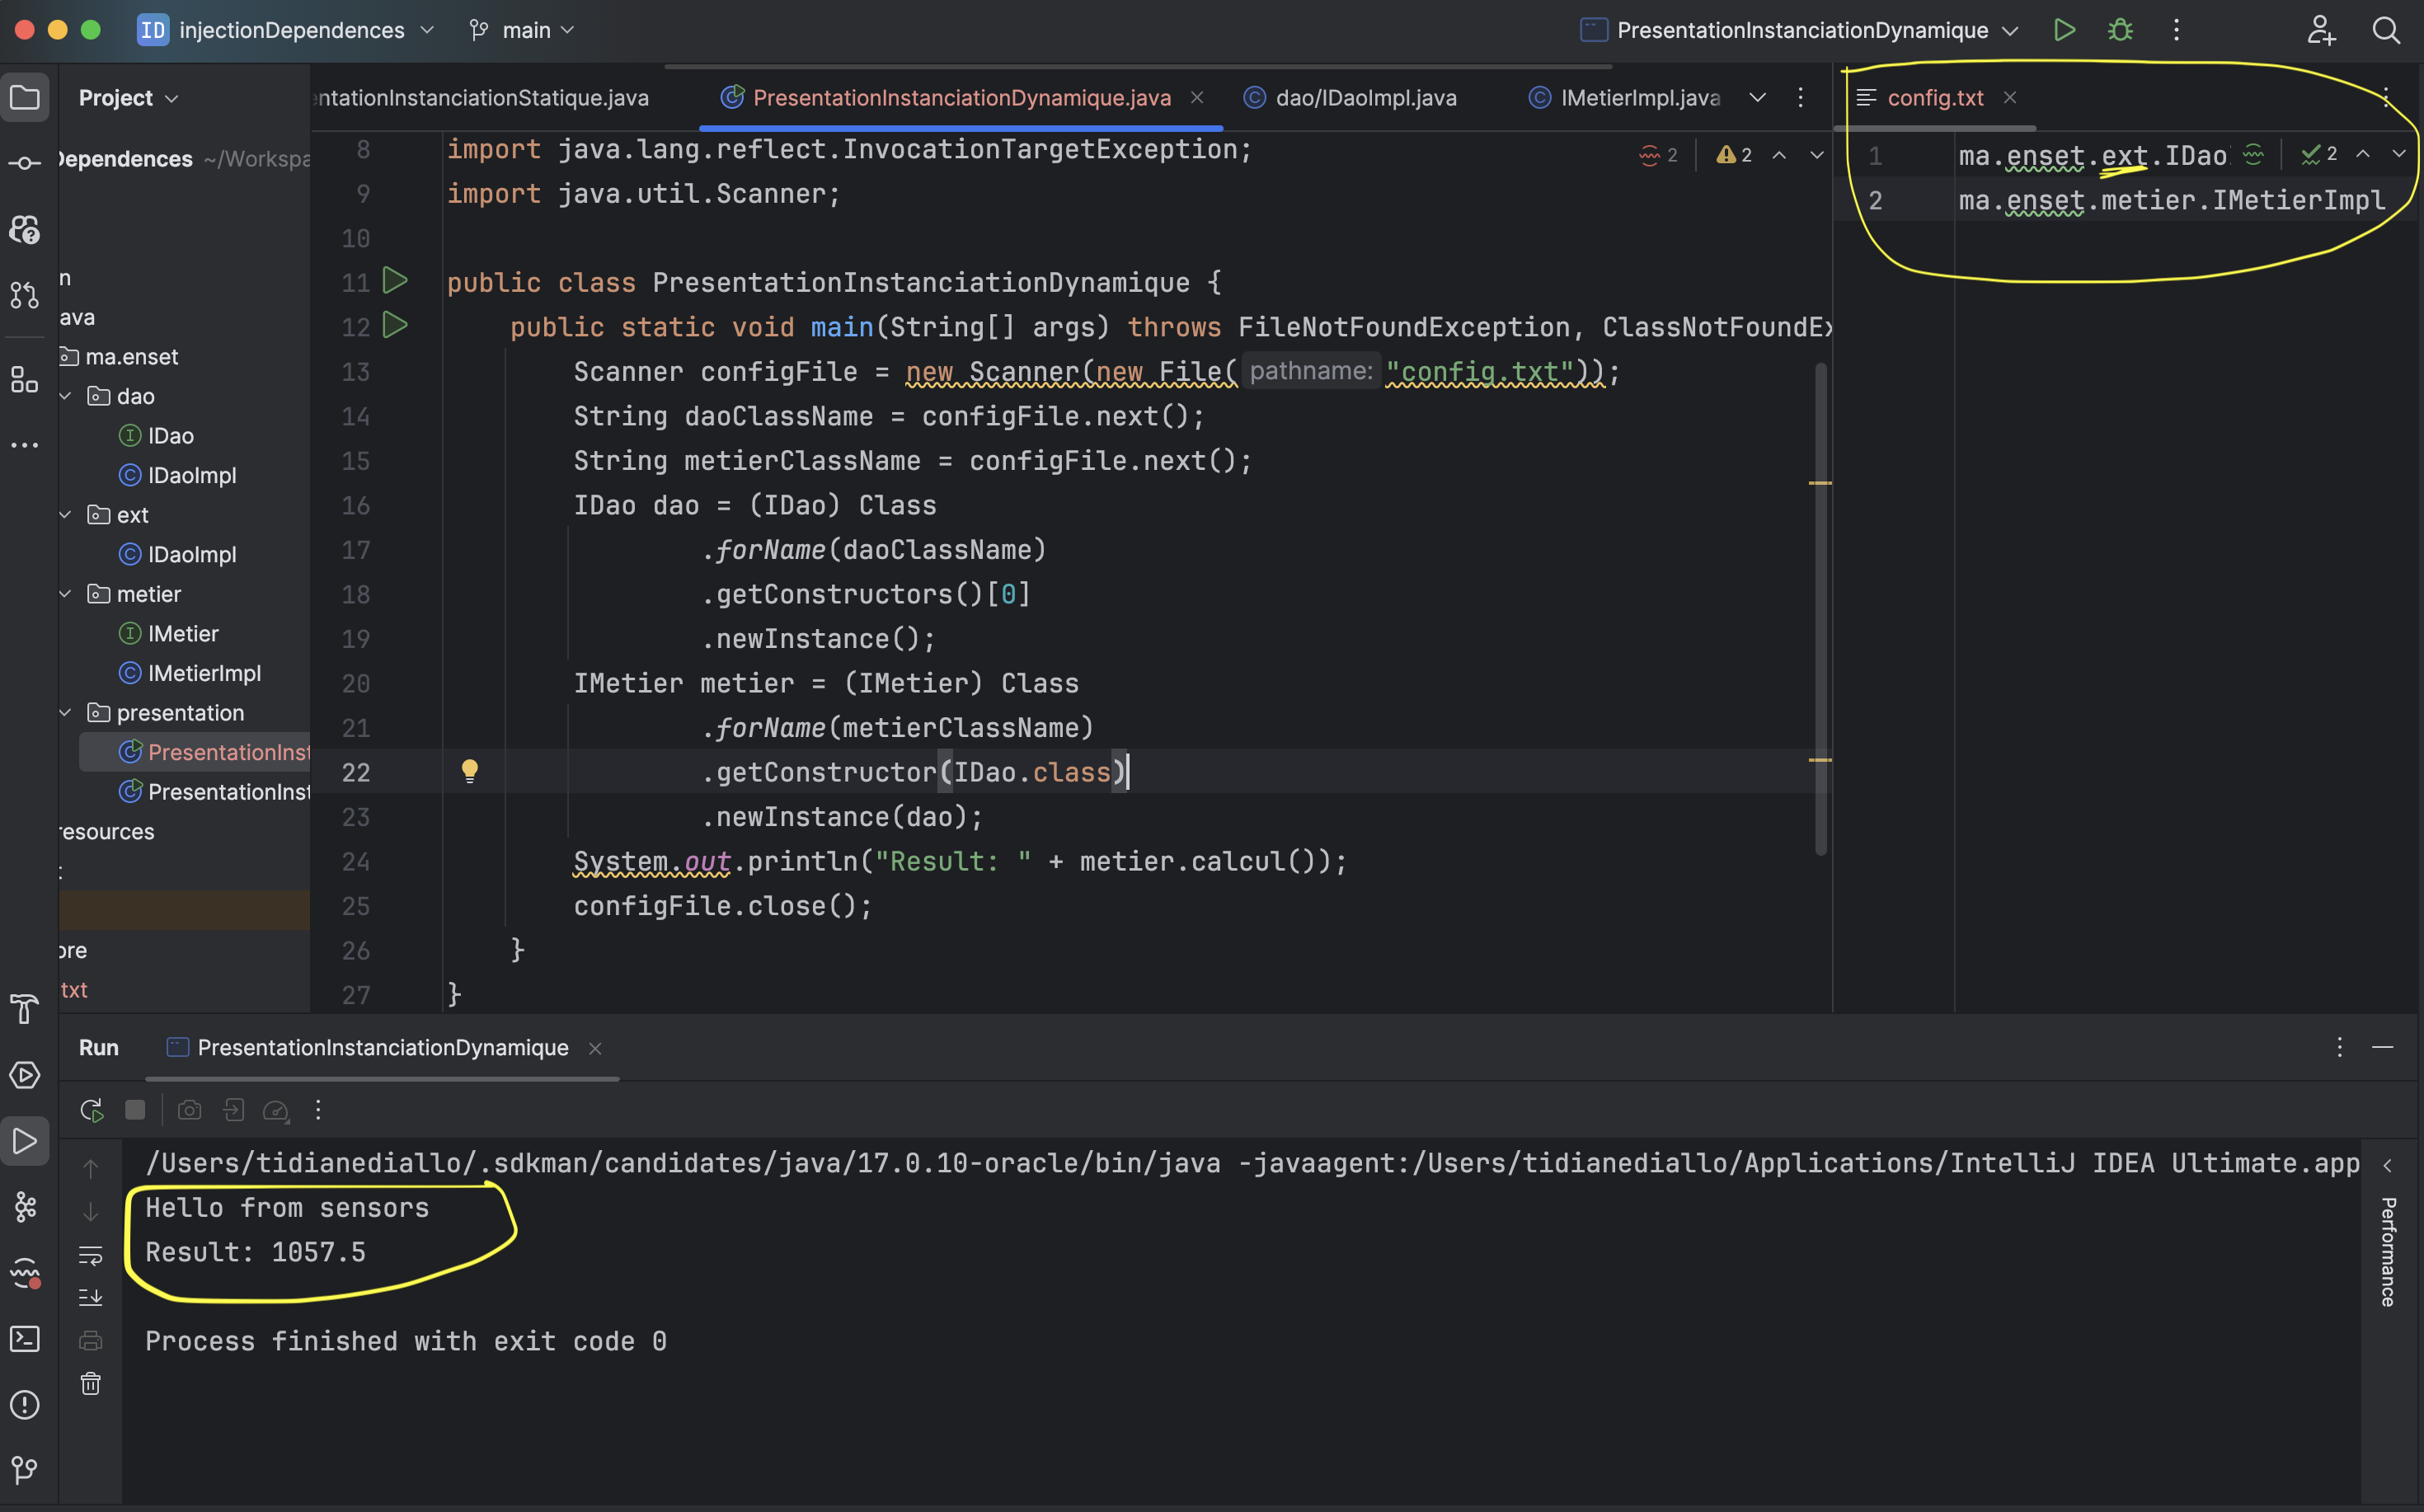 ID injectionDependences main PresentationInstanciationDynamique
Project
ntationInstanciationStatique.java PresentationInstanciationDynamique.java dao/IDaoImpl.java IMetierImpl.java config.txt
Dependences ~/Workspa
n
ava
ma.enset
dao
IDao
IDaoImpl
ext
IDaoImpl
metier
IMetier
IMetierImpl
presentation
PresentationInst
PresentationInst
resources
txt
2 2
8 import java.lang.reflect.InvocationTargetException;
9 import java.util.Scanner;
10
11 public class PresentationInstanciationDynamique {
12 public static void main(String[] args) throws FileNotFoundException, ClassNotFoundEx
13 Scanner configFile = new Scanner(new File( pathname: "config.txt"));
14 String daoClassName = configFile.next();
15 String metierClassName = configFile.next();
16 IDao dao = (IDao) Class
17 .forName(daoClassName)
18 .getConstructors()[0]
19 .newInstance();
20 IMetier metier = (IMetier) Class
21 .forName(metierClassName)
22 .getConstructor(IDao.class)
23 .newInstance(dao);
24 System.out.println("Result: " + metier.calcul());
25 configFile.close();
26 }
27 }
1 ma.enset.ext.IDao 2
2 ma.enset.metier.IMetierImpl
Run PresentationInstanciationDynamique
/Users/tidianediallo/.sdkman/candidates/java/17.0.10-oracle/bin/java -javaagent:/Users/tidianediallo/Applications/IntelliJ IDEA Ultimate.app
Hello from sensors
Result: 1057.5
Process finished with exit code 0
Performance